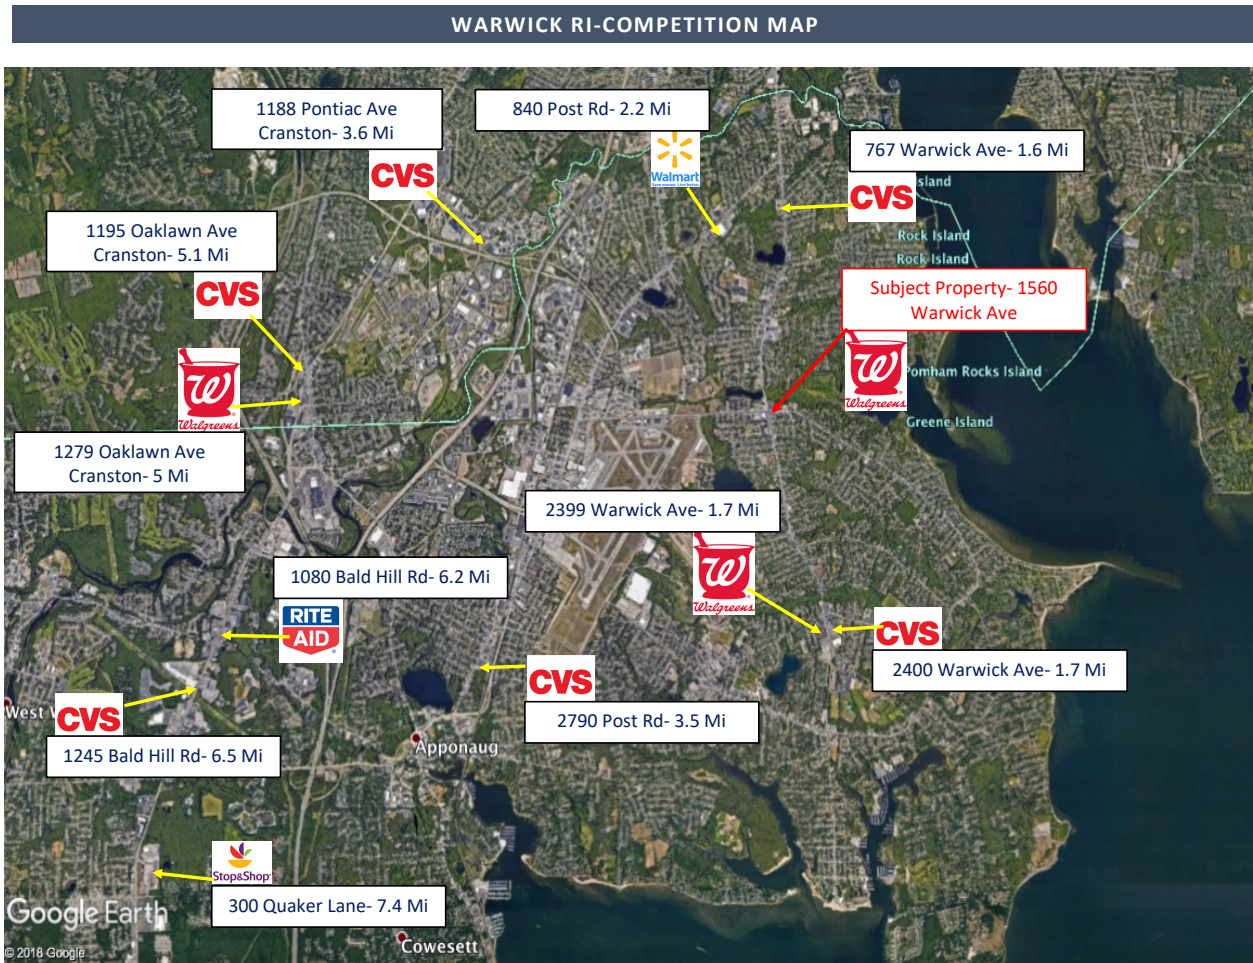 WARWICK RI-COMPETITION MAP
1188 Pontiac Ave
Cranston- 3.6 Mi
CVS
840 Post Rd- 2.2 Mi
Walmart
Save money. Live better.
767 Warwick Ave- 1.6 Mi
CVS
Island
Rock Island
Rock Island
1195 Oaklawn Ave
Cranston- 5.1 Mi
CVS
Subject Property- 1560
Warwick Ave
W
Walgreens
Pomham Rocks Island
Greene Island
W
Walgreens
1279 Oaklawn Ave
Cranston- 5 Mi
2399 Warwick Ave- 1.7 Mi
W
Walgreens
1080 Bald Hill Rd- 6.2 Mi
RITE
AID
CVS
2400 Warwick Ave- 1.7 Mi
CVS
2790 Post Rd- 3.5 Mi
West W
CVS
1245 Bald Hill Rd- 6.5 Mi
Apponaug
Stop&Shop
300 Quaker Lane- 7.4 Mi
Google Earth
© 2018 Google
Cowesett